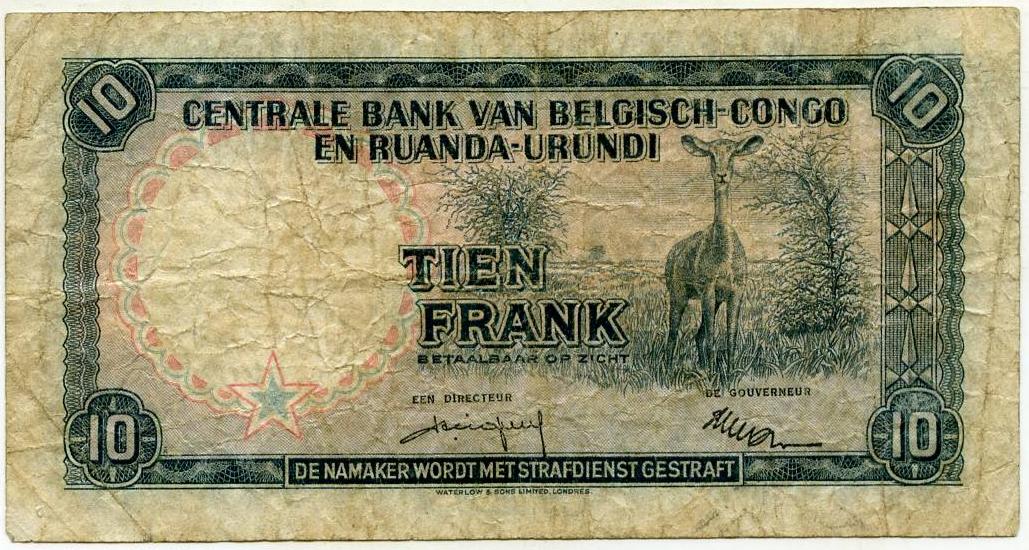 10 10
CENTRALE BANK VAN BELGISCH-CONGO
EN RUANDA-URUNDI
TIEN
FRANK
BETAALBAAR OP ZICHT
EEN DIRECTEUR
DE GOUVERNEUR
10 10
DE NAMAKER WORDT MET STRAFDIENST GESTRAFT
WATERLOW & SONS LIMITED, LONDRES.